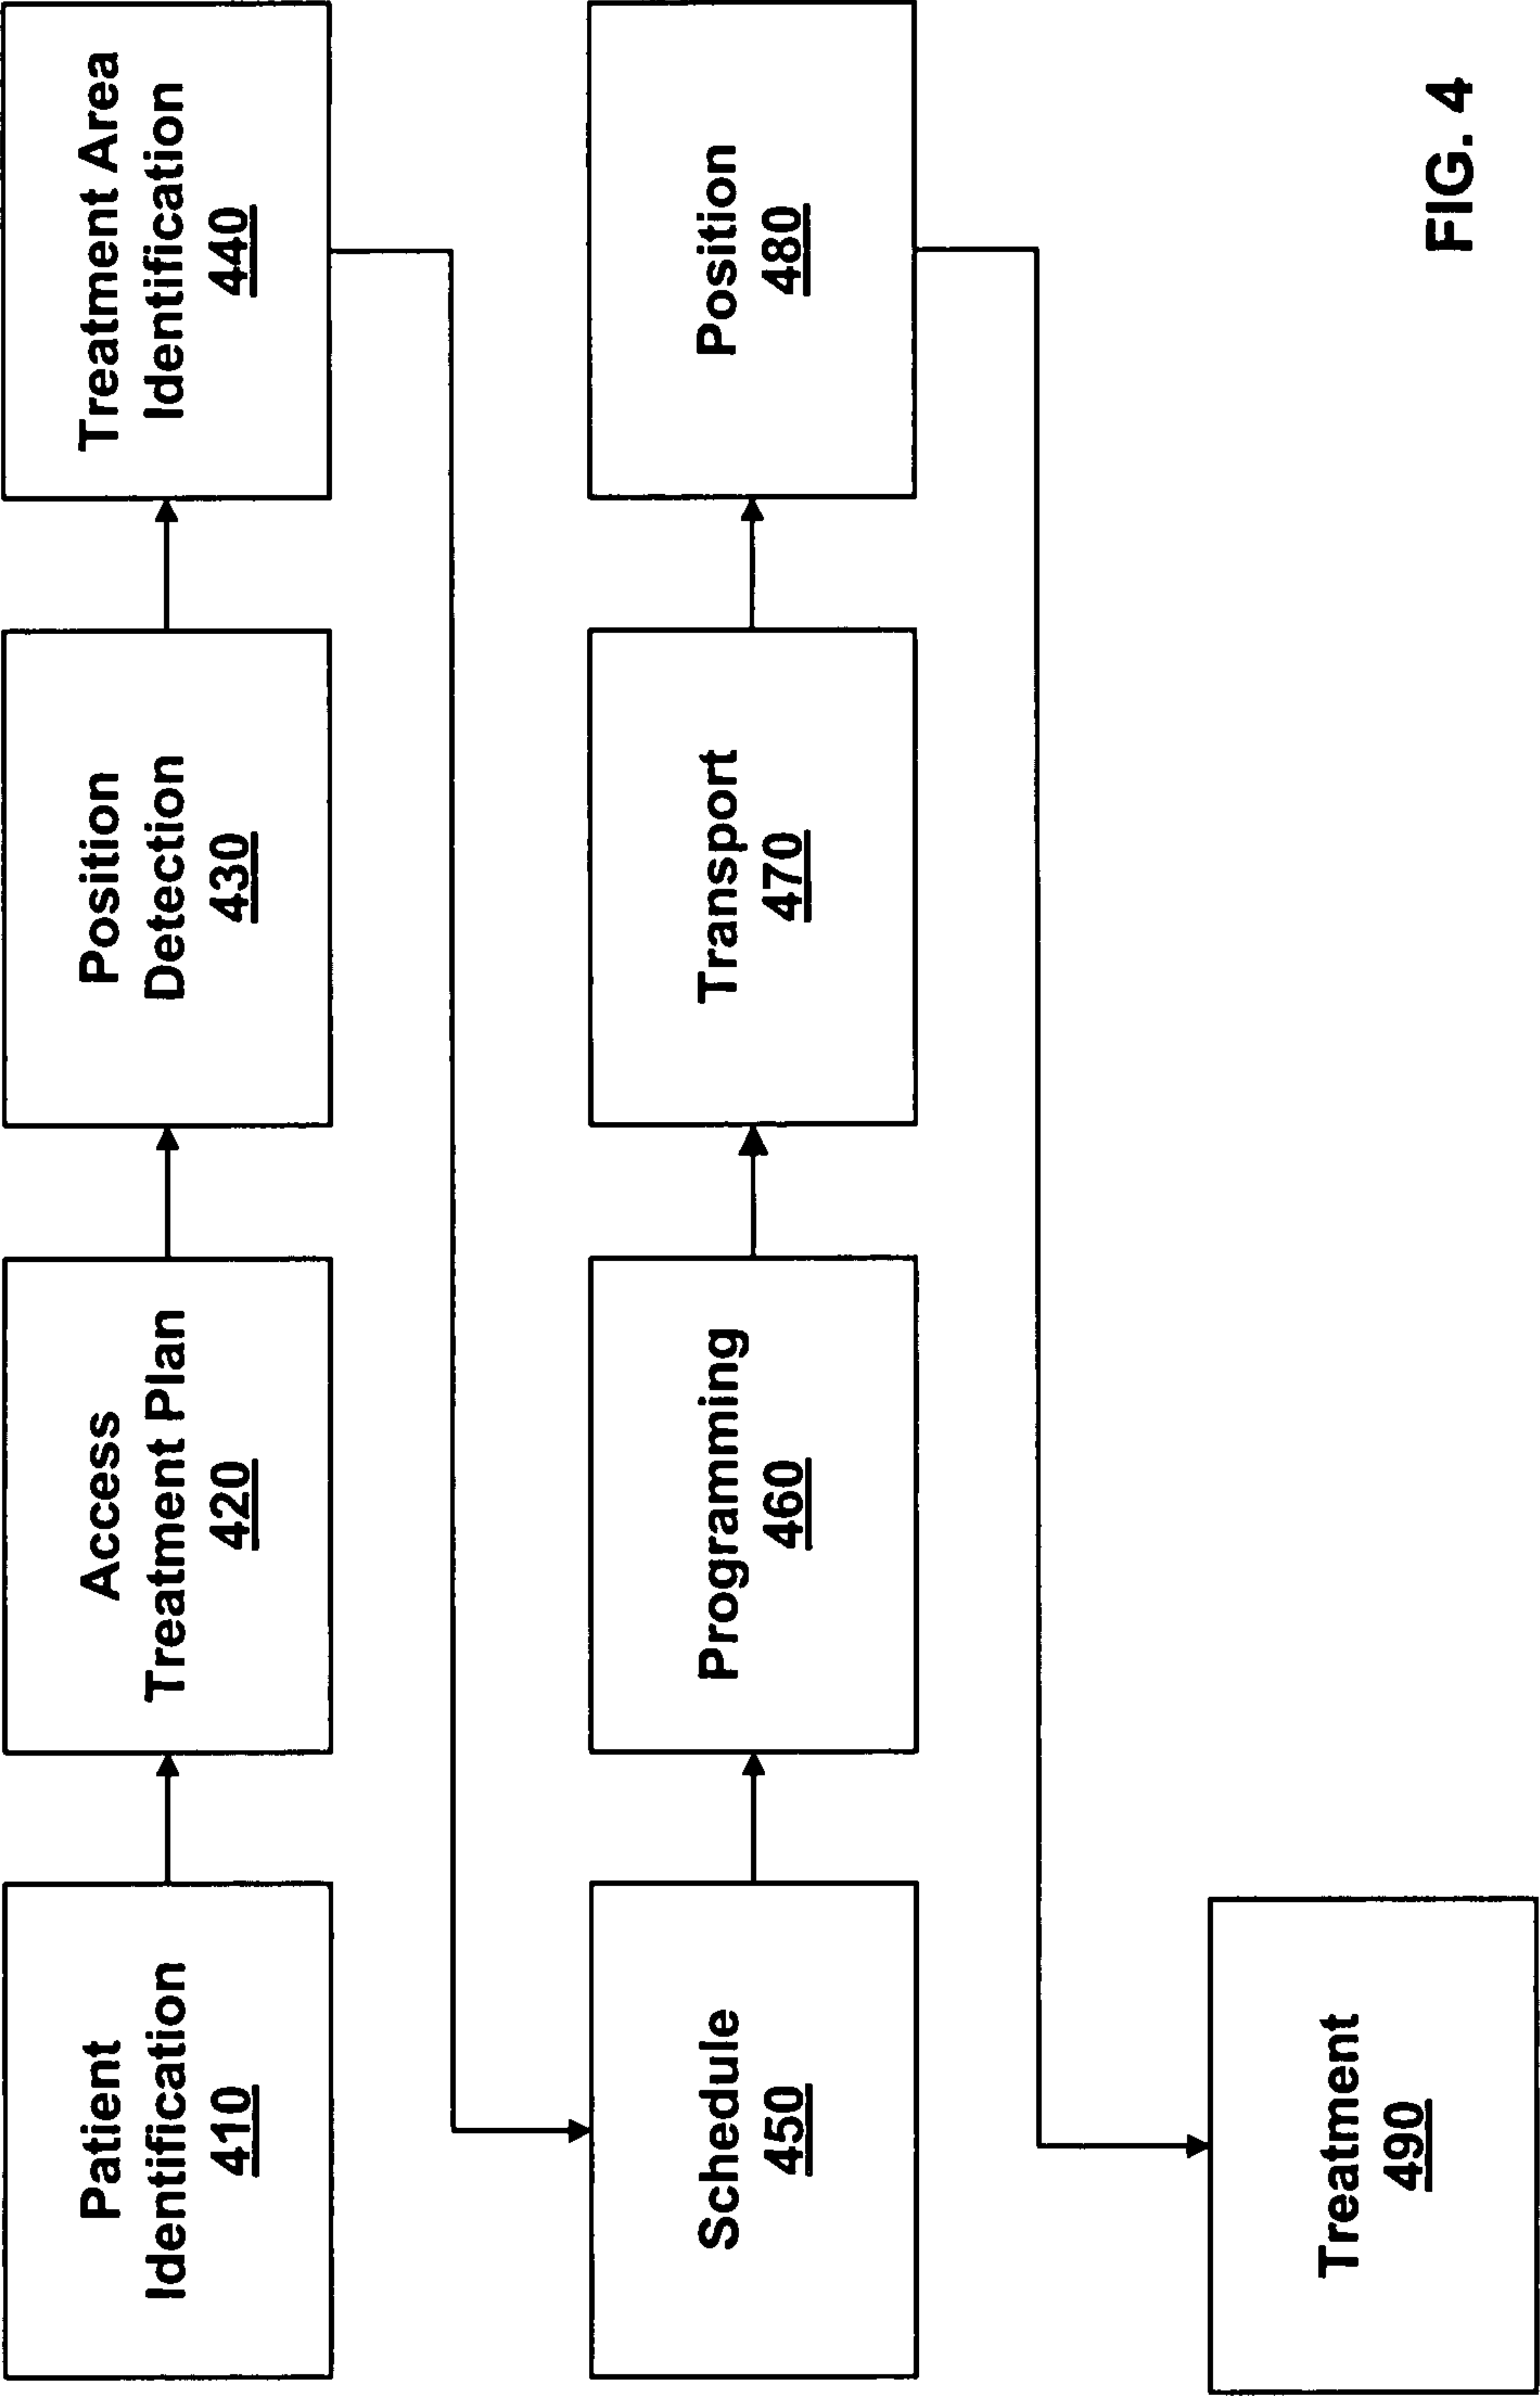 Patient
Identification
410
Access
Treatment Plan
420
Position
Detection
430
Treatment Area
Identification
440
Schedule
450
Programming
460
Transport
470
Position
480
Treatment
490
FIG. 4